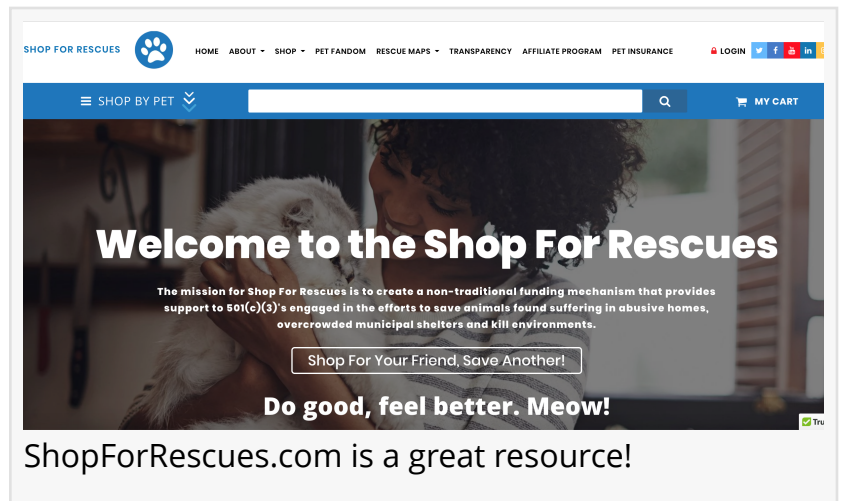 SHOP FOR RESCUES
HOME ABOUT SHOP PET FANDOM RESCUE MAPS TRANSPARENCY AFFILIATE PROGRAM PET INSURANCE
LOGIN
SHOP BY PET
MY CART
Welcome to the Shop For Rescues
The mission for Shop For Rescues is to create a non-traditional funding mechanism that provides
support to 501(c)(3)'s engaged in the efforts to save animals found suffering in abusive homes,
overcrowded municipal shelters and kill environments.
Shop For Your Friend, Save Another!
Do good, feel better. Meow!
Tru
ShopForRescues.com is a great resource!